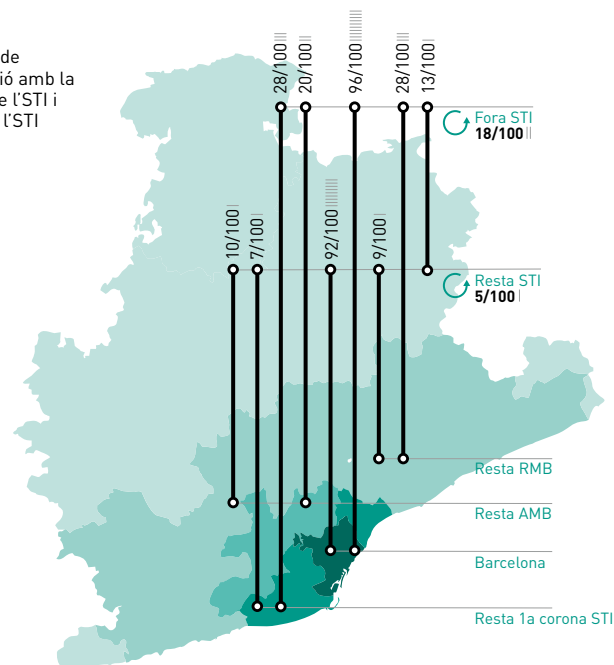 de
ió amb la
e l'STI i
l'STI
28/100
20/100
96/100
28/100
13/100
Fora STI
18/100
10/100
7/100
92/100
9/100
Resta STI
5/100
Resta RMB
Resta AMB
Barcelona
Resta 1a corona STI